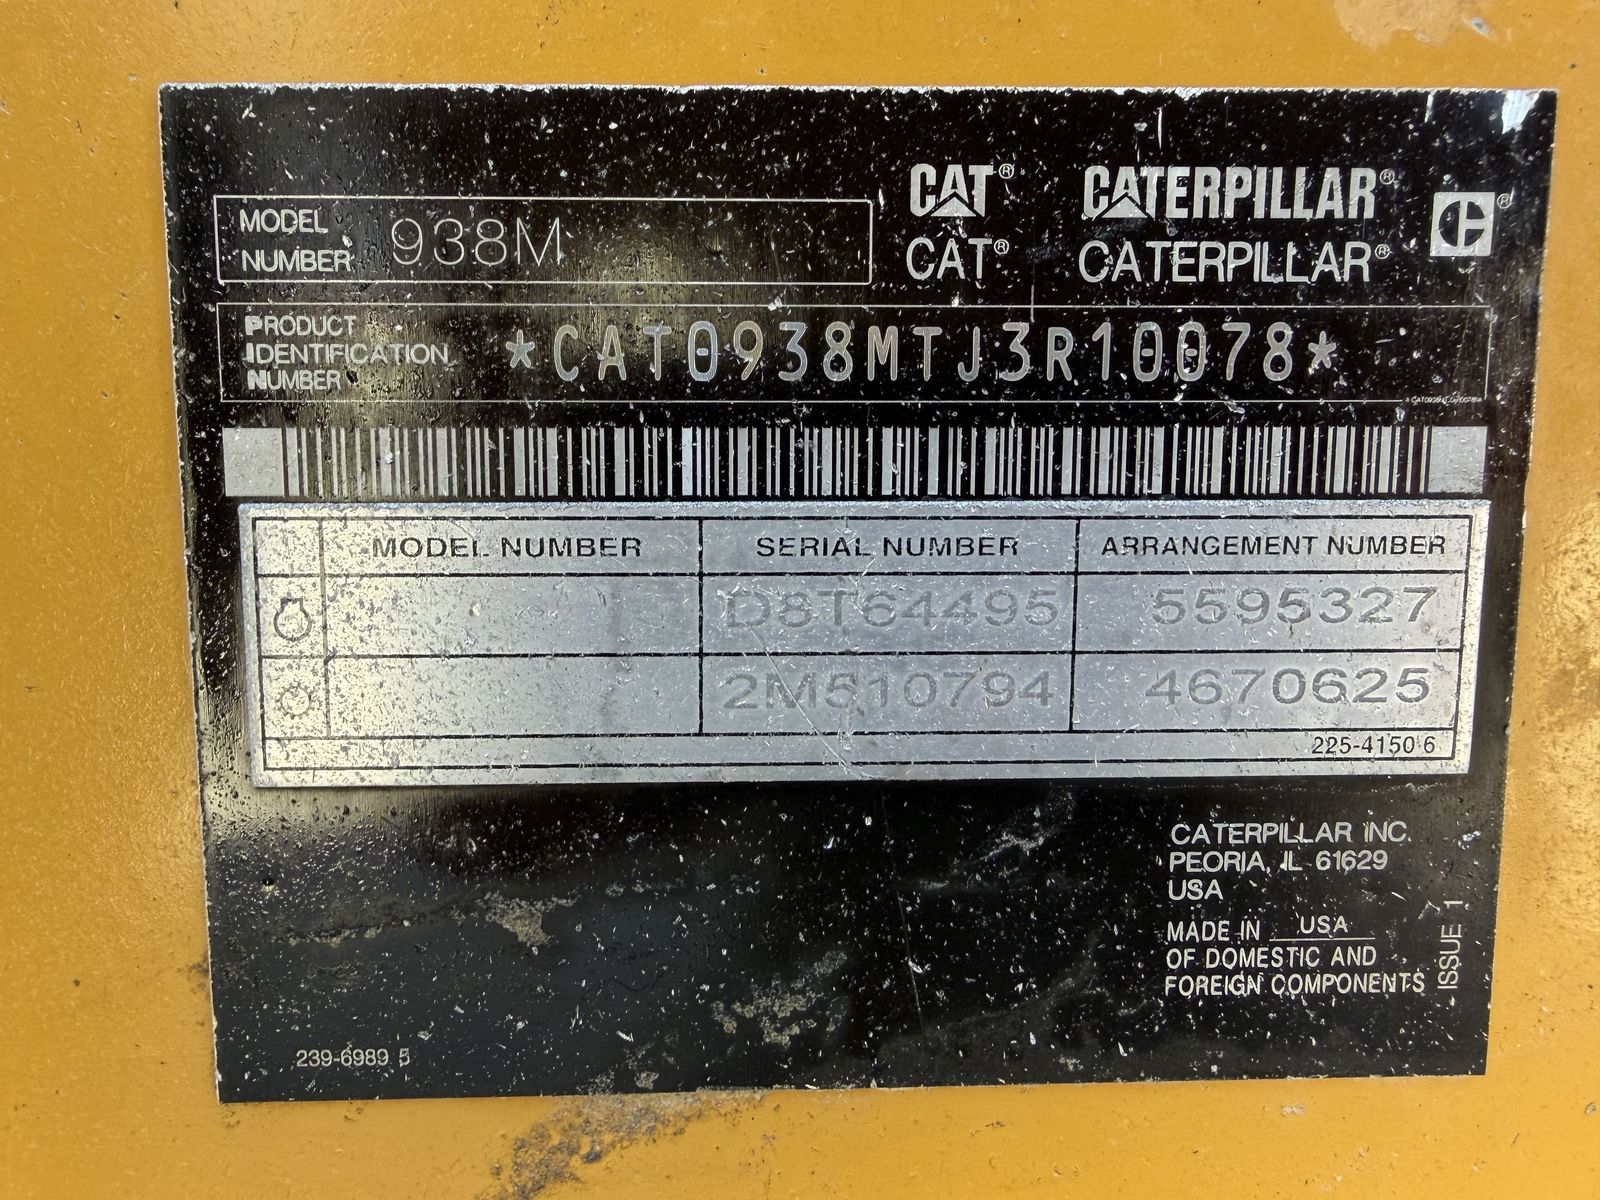 MODEL
NUMBER 938M
CAT® CATERPILLAR®
CAT® CATERPILLAR®
PRODUCT
IDENTIFICATION
NUMBER
*CAT0938MTJ3R10078*
MODEL NUMBER SERIAL NUMBER ARRANGEMENT NUMBER
D8T64495 5595327
2M510794 4670625
225-4150 6
CATERPILLAR INC.
PEORIA, IL 61629
USA
MADE IN USA
OF DOMESTIC AND
FOREIGN COMPONENTS
ISSUE 1
239-6989 5